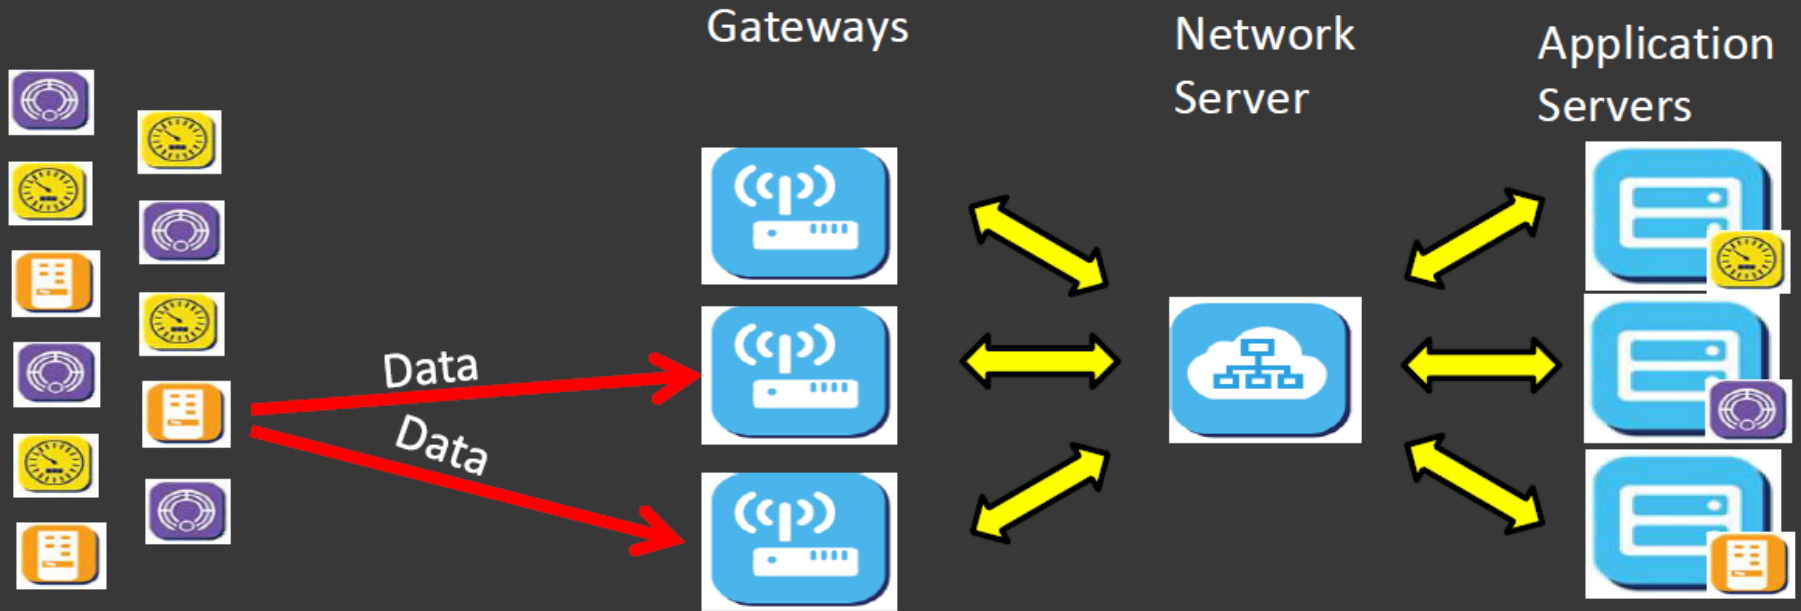 Gateways
Network
Server
Application
Servers
Data
Data